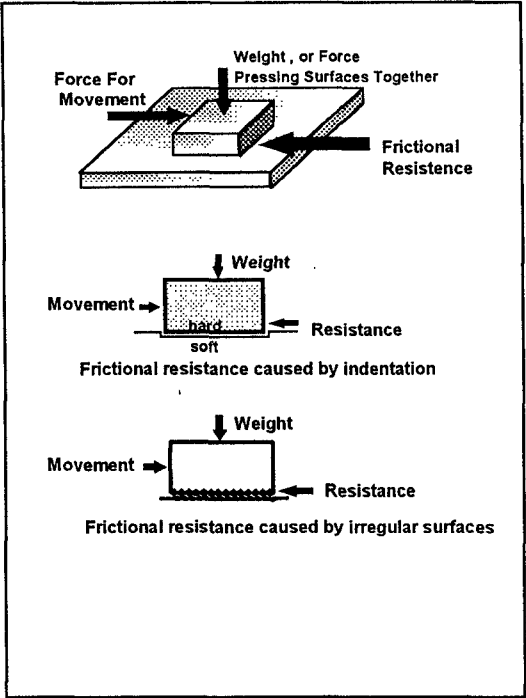 Weight , or Force
Pressing Surfaces Together
Force For
Movement
Frictional
Resistence
Weight
Movement
Resistance
hard
soft
Frictional resistance caused by indentation
Weight
Movement
Resistance
Frictional resistance caused by irregular surfaces